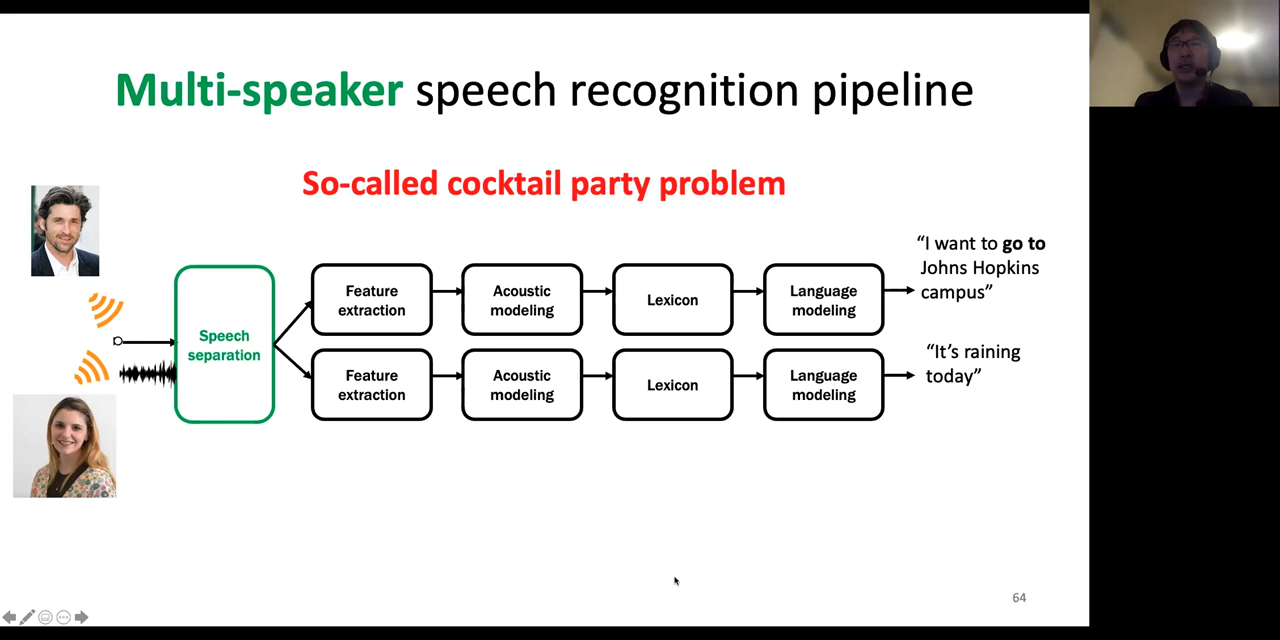 Multi-speaker speech recognition pipeline
So-called cocktail party problem
Speech
separation
Feature
extraction
Acoustic
modeling
Lexicon
Language
modeling
“I want to go to
Johns Hopkins
campus”
Feature
extraction
Acoustic
modeling
Lexicon
Language
modeling
“It’s raining
today”
64